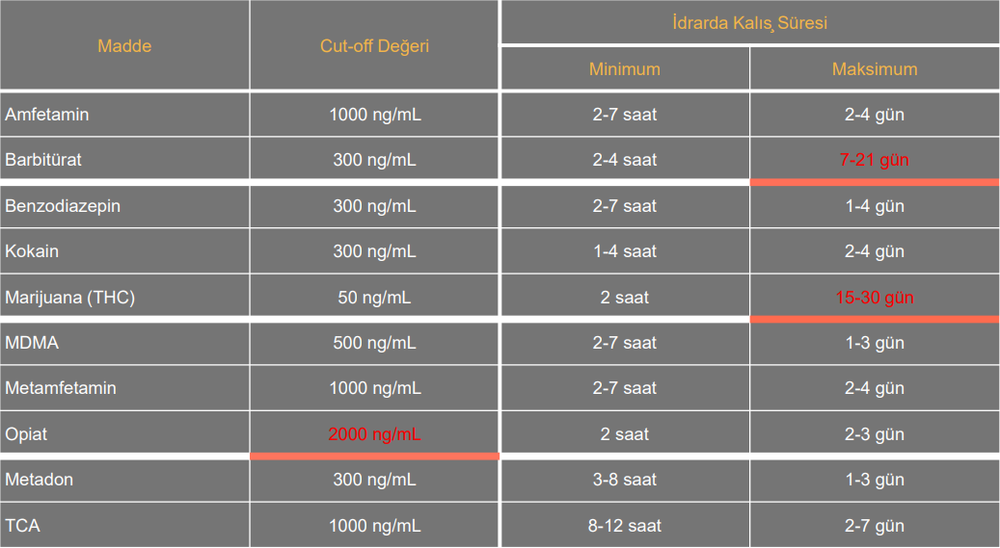 Madde Cut-off Değeri İdrarda Kalış Süresi
Minimum Maksimum
Amfetamin 1000 ng/mL 2-7 saat 2-4 gün
Barbitürat 300 ng/mL 2-4 saat 7-21 gün
Benzodiazepin 300 ng/mL 2-7 saat 1-4 gün
Kokain 300 ng/mL 1-4 saat 2-4 gün
Marijuana (THC) 50 ng/mL 2 saat 15-30 gün
MDMA 500 ng/mL 2-7 saat 1-3 gün
Metamfetamin 1000 ng/mL 2-7 saat 2-4 gün
Opiat 2000 ng/mL 2 saat 2-3 gün
Metadon 300 ng/mL 3-8 saat 1-3 gün
TCA 1000 ng/mL 8-12 saat 2-7 gün